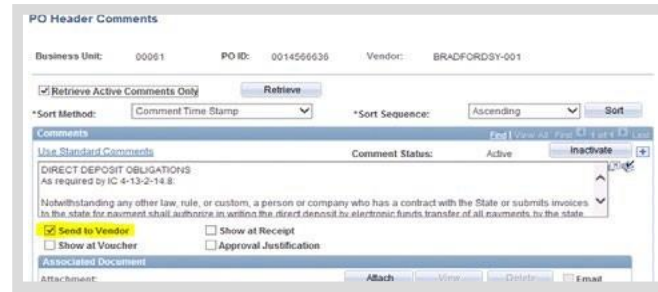 PO Header Comments
Business Unit: 00061 PO ID: 0014566636 Vendor: BRADFORDSY-001
Retrieve Active Comments Only Retrieve
*Sort Method: Comment Time Stamp *Sort Sequence: Ascending Sort
Comments Find | View All First 1 of 1 Last
Use Standard Comments Comment Status: Active Inactivate
DIRECT DEPOSIT OBLIGATIONS
As required by IC 4-13-2-14.8:
Notwithstanding any other law, rule, or custom, a person or company who has a contract with the State or submits invoices
to the state for payment shall authorize in writing the direct deposit by electronic funds transfer of all payments by the state
Send to Vendor Show at Receipt
Show at Voucher Approval Justification
Associated Document
Attachment: Attach View Delete Email